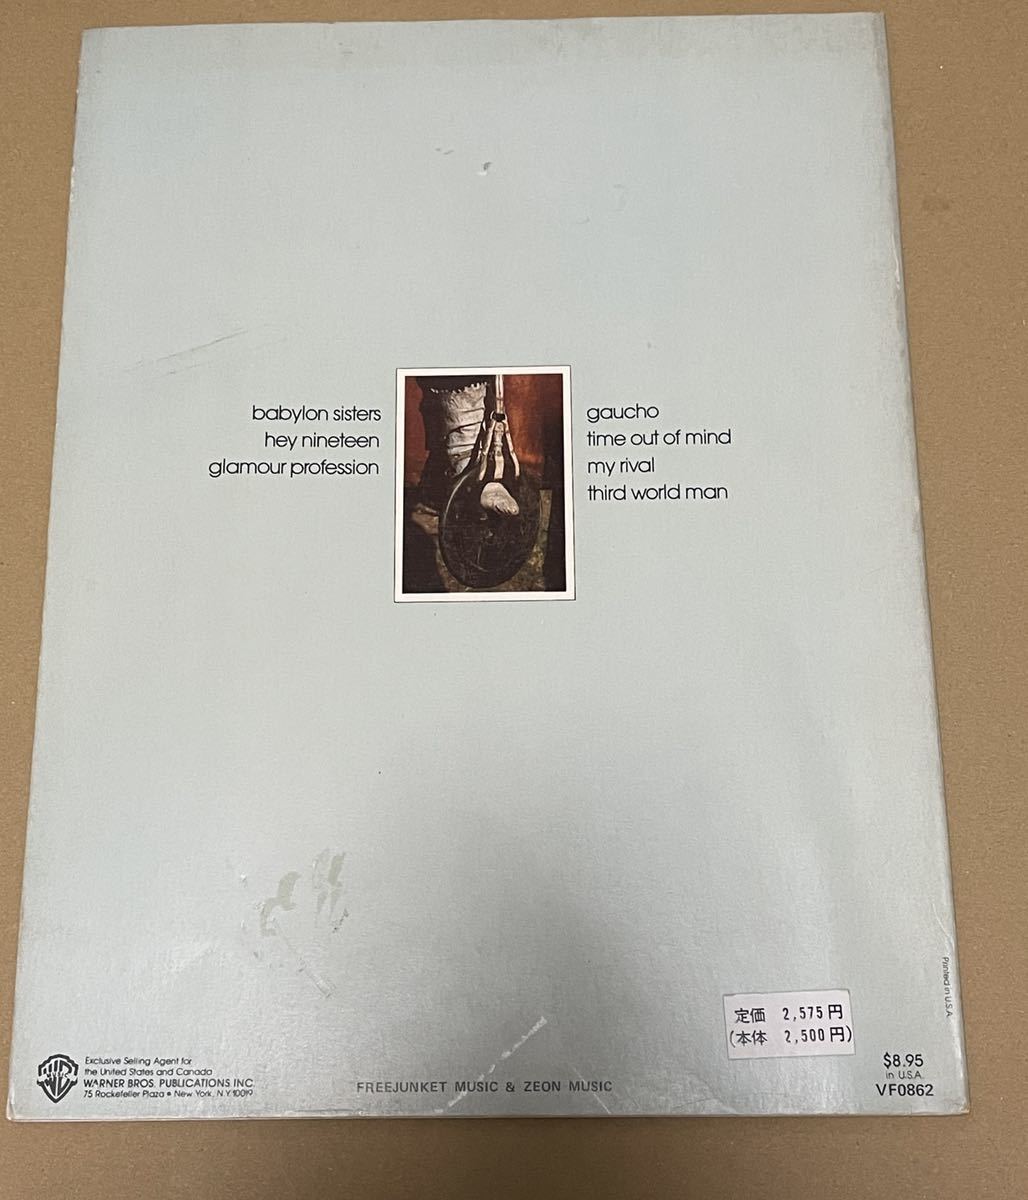 babylon sisters
hey nineteen
glamour profession
gaucho
time out of mind
my rival
third world man
Printed in U.S.A.
定価 2,575円
(本体 2,500円)
Exclusive Selling Agent for
the United States and Canada
WARNER BROS. PUBLICATIONS INC.
75 Rockefeller Plaza • New York, N.Y. 10019
FREEJUNKET MUSIC & ZEON MUSIC
$8.95
in U.S.A.
VF0862